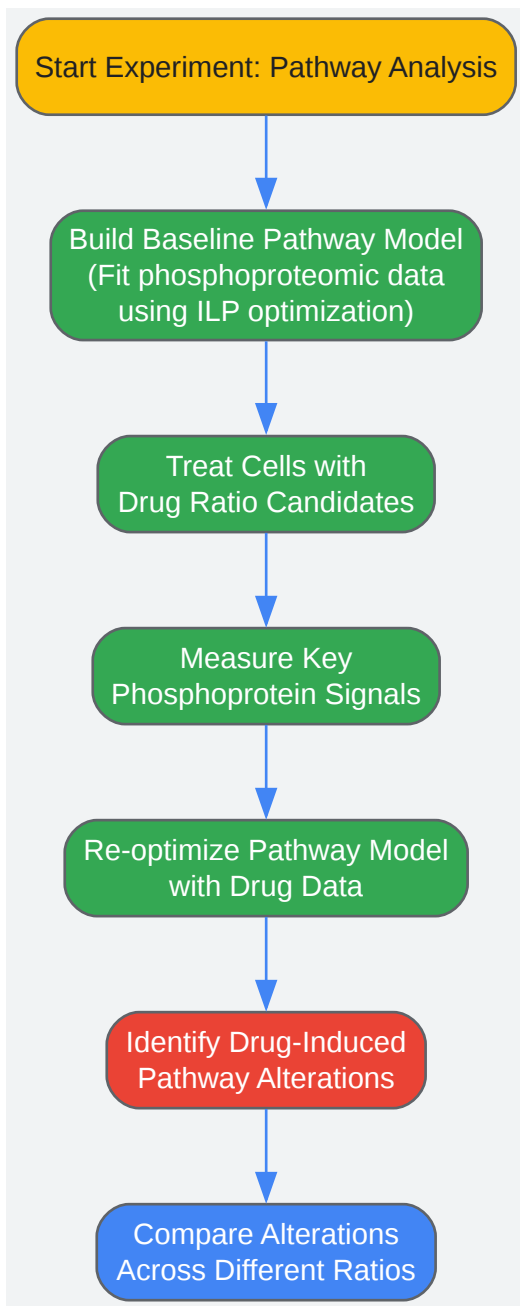 Start Experiment: Pathway Analysis
Build Baseline Pathway Model
(Fit phosphoproteomic data
using ILP optimization)
Treat Cells with
Drug Ratio Candidates
Measure Key
Phosphoprotein Signals
Re-optimize Pathway Model
with Drug Data
Identify Drug-Induced
Pathway Alterations
Compare Alterations
Across Different Ratios